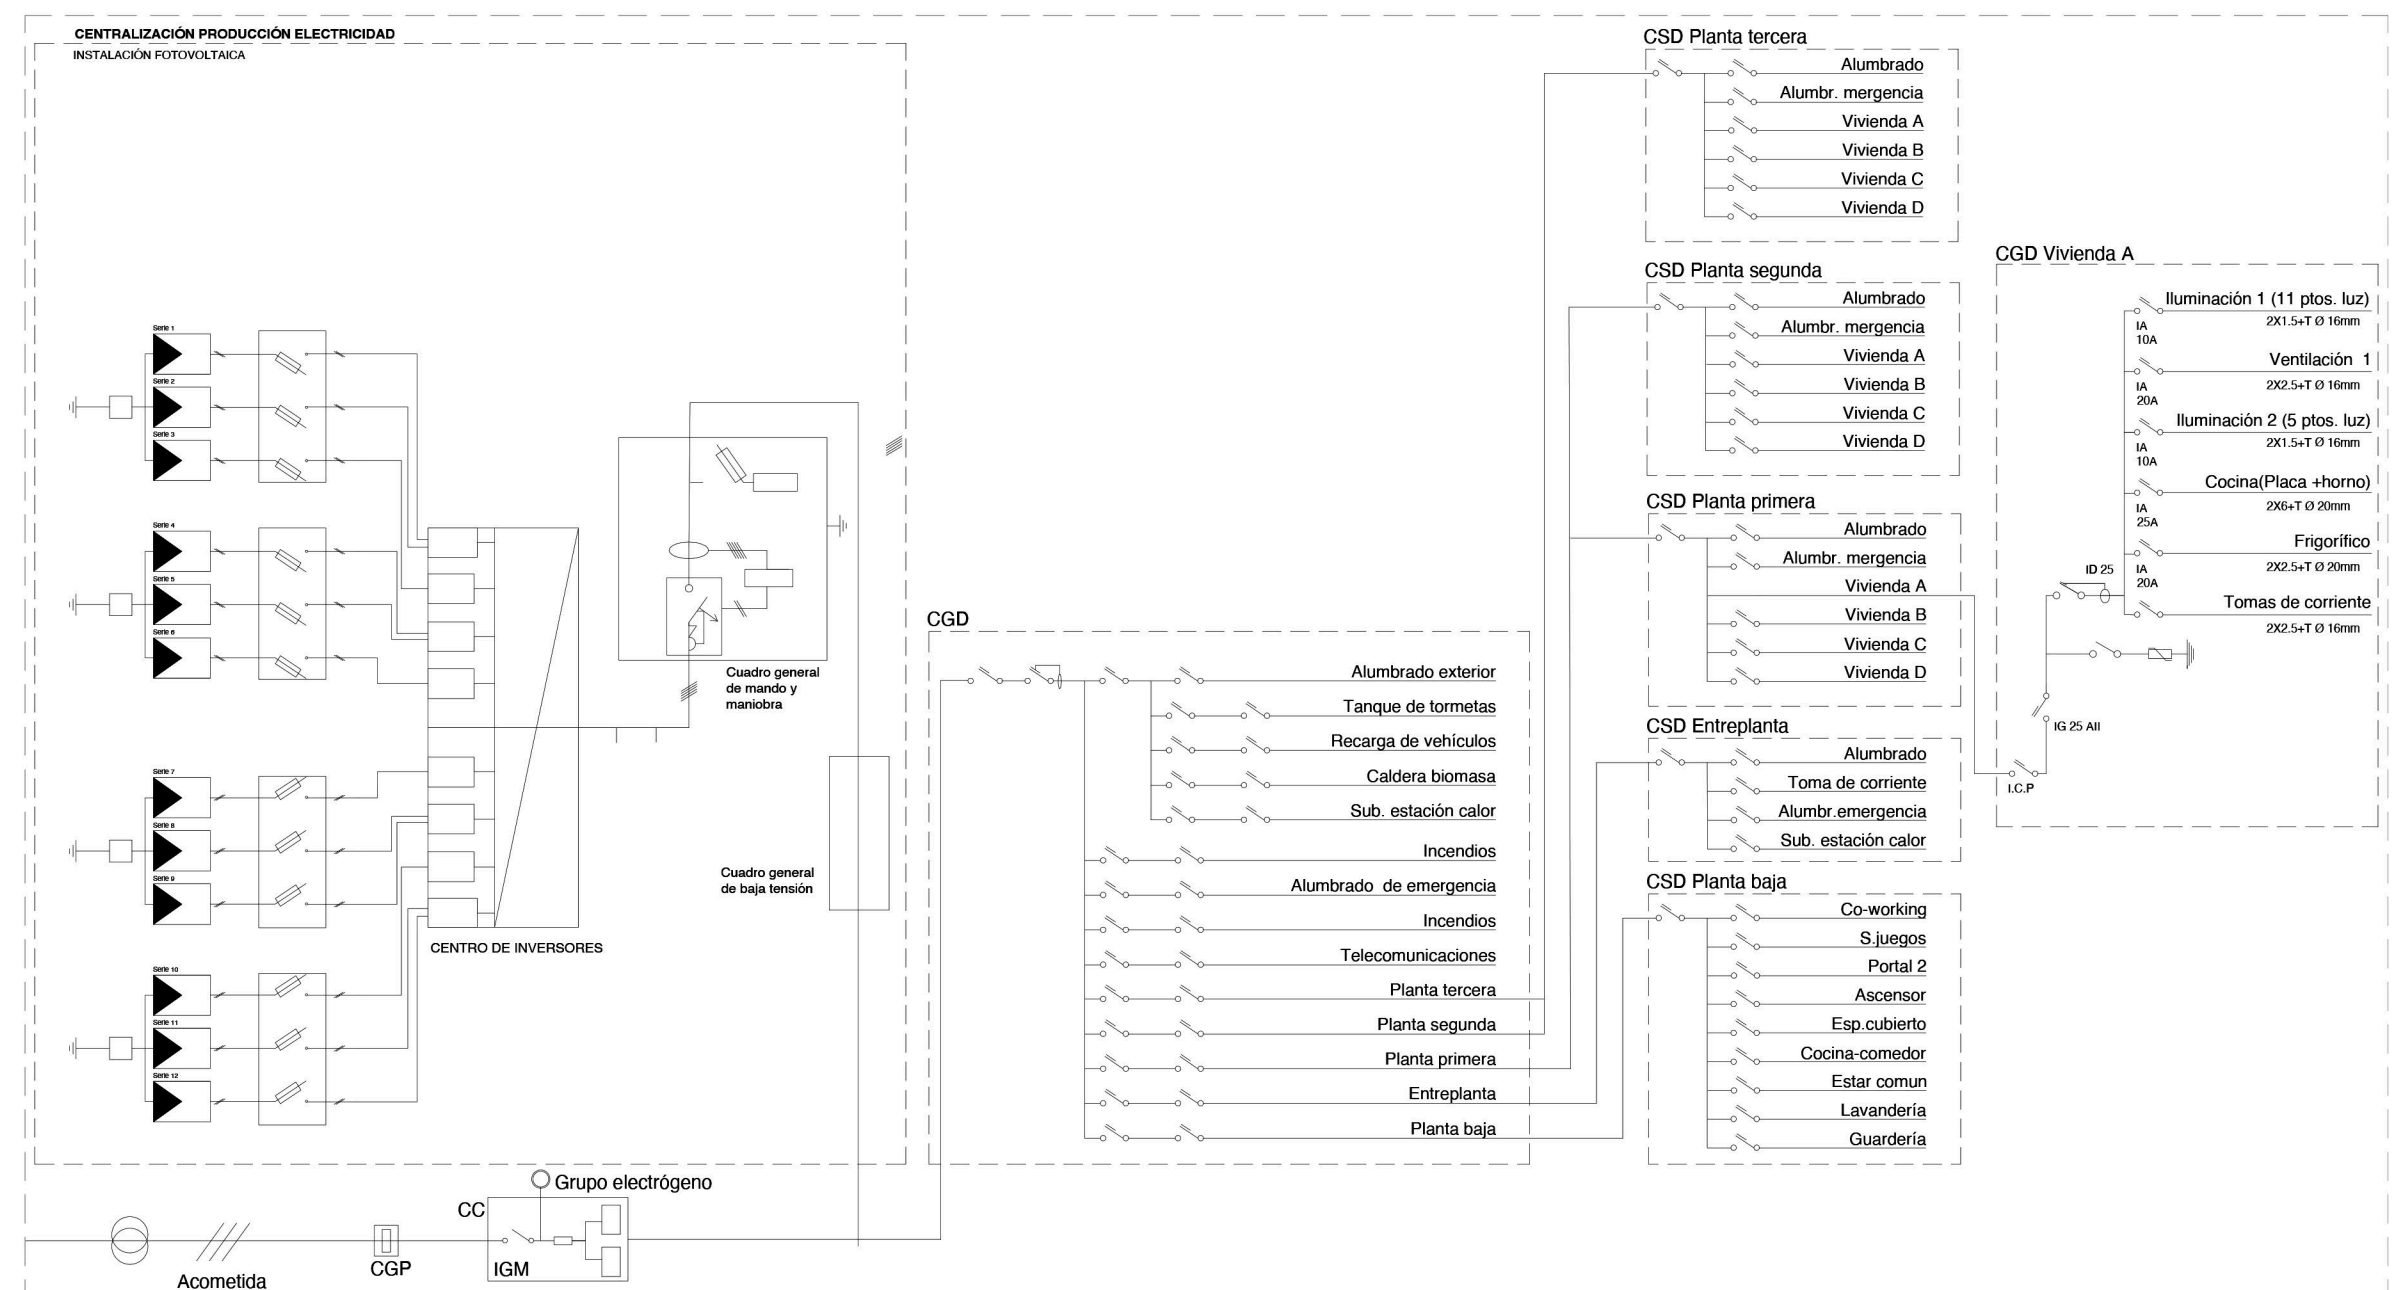 CENTRALIZACIÓN PRODUCCIÓN ELECTRICIDAD
INSTALACIÓN FOTOVOLTAICA
Serie 1
Serie 2
Serie 3
Serie 4
Serie 5
Serie 6
Serie 7
Serie 8
Serie 9
Serie 10
Serie 11
Serie 12
CENTRO DE INVERSORES
Cuadro general
de mando y
maniobra
Cuadro general
de baja tensión
Acometida
CGP
CC
IGM
Grupo electrógeno
CGD
Alumbrado exterior
Tanque de tormetas
Recarga de vehículos
Caldera biomasa
Sub. estación calor
Incendios
Alumbrado de emergencia
Incendios
Telecomunicaciones
Planta tercera
Planta segunda
Planta primera
Entreplanta
Planta baja
CSD Planta tercera
Alumbrado
Alumbr. mergencia
Vivienda A
Vivienda B
Vivienda C
Vivienda D
CSD Planta segunda
Alumbrado
Alumbr. mergencia
Vivienda A
Vivienda B
Vivienda C
Vivienda D
CSD Planta primera
Alumbrado
Alumbr. mergencia
Vivienda A
Vivienda B
Vivienda C
Vivienda D
CSD Entreplanta
Alumbrado
Toma de corriente
Alumbr.emergencia
Sub. estación calor
CSD Planta baja
Co-working
S.juegos
Portal 2
Ascensor
Esp.cubierto
Cocina-comedor
Estar comun
Lavandería
Guardería
CGD Vivienda A
Iluminación 1 (11 ptos. luz)
2X1.5+T Ø 16mm
IA
10A
Ventilación 1
2X2.5+T Ø 16mm
IA
20A
Iluminación 2 (5 ptos. luz)
2X1.5+T Ø 16mm
IA
10A
Cocina(Placa +horno)
2X6+T Ø 20mm
IA
25A
Frigorífico
2X2.5+T Ø 20mm
IA
20A
Tomas de corriente
2X2.5+T Ø 16mm
ID 25
IG 25 AII
I.C.P